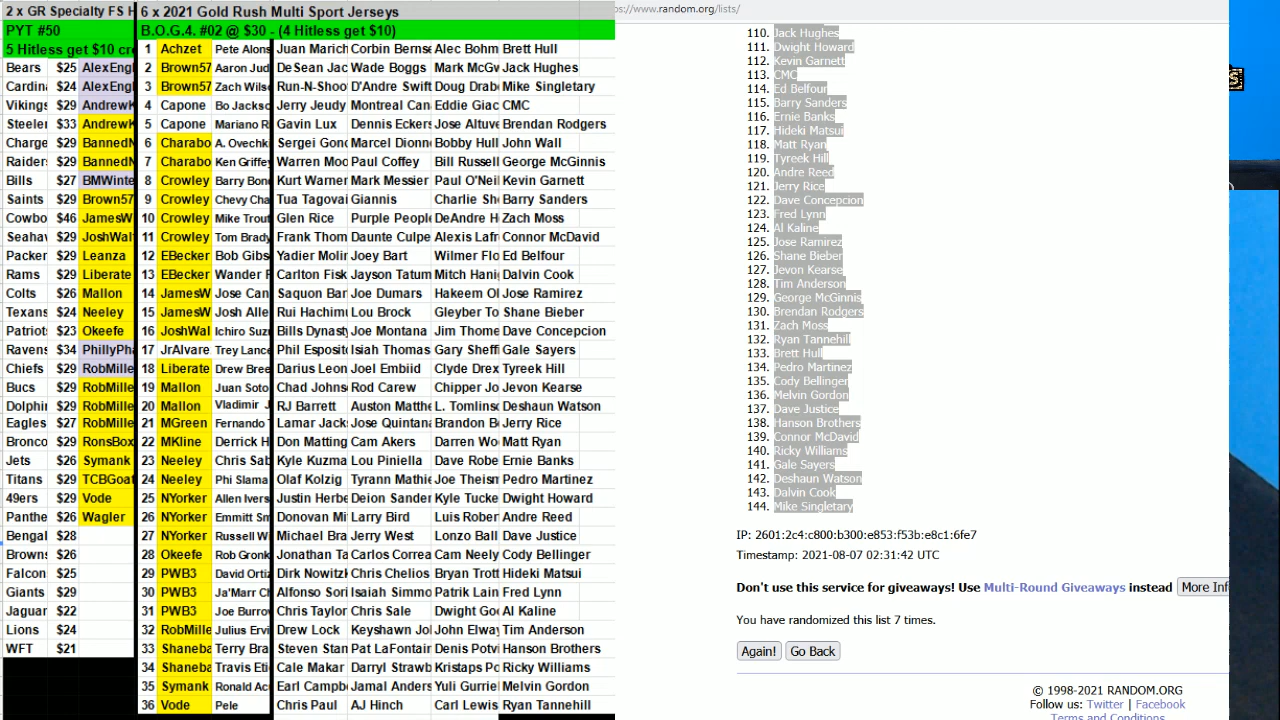 2 x GR Specialty FS H
PYT #50
5 Hitless get $10 cre
Bears $25 AlexEngl
Cardina $24 AlexEngl
Vikings $29 AndrewK
Steeler $33 AndrewK
Charge $29 BannedN
Raiders $29 BannedN
Bills $27 BMWinte
Saints $29 Brown57
Cowbo $46 JamesW
Seahav $29 JoshWal
Packer $29 Leanza
Rams $29 Liberate
Colts $26 Mallon
Texans $24 Neeley
Patriot $23 Okeefe
Ravens $34 PhillyPha
Chiefs $29 RobMille
Bucs $29 RobMille
Dolphin $29 RobMille
Eagles $27 RobMille
Bronco $29 RonsBox
Jets $26 Symank
Titans $29 TCBGoat
49ers $29 Vode
Panthe $26 Wagler
Bengal $28
Browns $26
Falcon $25
Giants $29
Jaguar $22
Lions $24
WFT $21
6 x 2021 Gold Rush Multi Sport Jerseys
B.O.G.4. #02 @ $30 - (4 Hitless get $10)
1 Achzet Pete Alons Juan Marich Corbin Berns Alec Bohm Brett Hull
2 Brown57 Aaron Jud DeSean Jac Wade Boggs Mark McGw Jack Hughes
3 Brown57 Zach Wils Run-N-Shoo D'Andre Swift Doug Drab Mike Singletary
4 Capone Bo Jackso Jerry Jeudy Montreal Can Eddie Giac CMC
5 Capone Mariano R Gavin Lux Dennis Eckers Jose Altuve Brendan Rodgers
6 Charabo A. Ovechk Sergei Gonc Marcel Dionn Bobby Hull John Wall
7 Charabo Ken Griffey Warren Moo Paul Coffey Bill Russell George McGinnis
8 Crowley Barry Bon Kurt Warner Mark Messier Paul O'Neil Kevin Garnett
9 Crowley Chevy Cha Tua Tagovai Giannis Charlie Sh Barry Sanders
10 Crowley Mike Trout Glen Rice Purple People DeAndre H Zach Moss
11 Crowley Tom Brady Frank Thom Daunte Culpe Alexis Lafr Connor McDavid
12 EBecker Bob Gibs Yadier Molin Joey Bart Wilmer Flo Ed Belfour
13 EBecker Wander F Carlton Fisk Jayson Tatum Mitch Hanig Dalvin Cook
14 JamesW Jose Can Saquon Bar Joe Dumars Hakeem Ol Jose Ramirez
15 JamesW Josh Alle Rui Hachimu Lou Brock Gleyber To Shane Bieber
16 JoshWal Ichiro Suz Bills Dynasty Joe Montana Jim Thome Dave Concepcion
17 JrAlvare Trey Lance Phil Esposito Isiah Thomas Gary Sheffi Gale Sayers
18 Liberate Drew Bree Darius Leon Joel Embiid Clyde Drex Tyreek Hill
19 Mallon Juan Soto Chad Johns Rod Carew Chipper Jo Jevon Kearse
20 Mallon Vladimir J RJ Barrett Auston Matthe L. Tomlins Deshaun Watson
21 MGreen Fernando Lamar Jack Jose Quintana Brandon B Jerry Rice
22 MKline Derrick H Don Matting Cam Akers Darren Wo Matt Ryan
23 Neeley Chris Sab Kyle Kuzma Lou Piniella Dave Robe Ernie Banks
24 Neeley Phi Slama Olaf Kolzig Tyrann Mathie Joe Theism Pedro Martinez
25 NYorker Allen Ivers Justin Herbe Deion Sander Kyle Tucke Dwight Howard
26 NYorker Emmitt Sm Donovan Mi Larry Bird Luis Rober Andre Reed
27 NYorker Russell Wi Michael Bra Jerry West Lonzo Ball Dave Justice
28 Okeefe Rob Gronk Jonathan Ta Carlos Correa Cam Neely Cody Bellinger
29 PWB3 David Ortiz Dirk Nowitzk Chris Chelios Bryan Trott Hideki Matsui
30 PWB3 Ja'Marr Ch Alfonso Sori Isaiah Simmo Patrik Lain Fred Lynn
31 PWB3 Joe Burrow Chris Taylor Chris Sale Dwight Go Al Kaline
32 RobMille Julius Ervi Drew Lock Keyshawn Jo John Elway Tim Anderson
33 Shaneba Terry Bra Steven Stan Pat LaFontain Denis Potvi Hanson Brothers
34 Shaneba Travis Eti Cale Makar Darryl Strawb Kristaps Po Ricky Williams
35 Symank Ronald Ac Earl Campb Jamal Anders Yuli Gurriel Melvin Gordon
36 Vode Pele Chris Paul AJ Hinch Carl Lewis Ryan Tannehill
ps://www.random.org/lists/
110. Jack Hughes
111. Dwight Howard
112. Kevin Garnett
113. CMC
114. Ed Belfour
115. Barry Sanders
116. Ernie Banks
117. Hideki Matsui
118. Matt Ryan
119. Tyreek Hill
120. Andre Reed
121. Jerry Rice
122. Dave Concepcion
123. Fred Lynn
124. Al Kaline
125. Jose Ramirez
126. Shane Bieber
127. Jevon Kearse
128. Tim Anderson
129. George McGinnis
130. Brendan Rodgers
131. Zach Moss
132. Ryan Tannehill
133. Brett Hull
134. Pedro Martinez
135. Cody Bellinger
136. Melvin Gordon
137. Dave Justice
138. Hanson Brothers
139. Connor McDavid
140. Ricky Williams
141. Gale Sayers
142. Deshaun Watson
143. Dalvin Cook
144. Mike Singletary
IP: 2601:2c4:c800:b300:e853:f53b:e8c1:6fe7
Timestamp: 2021-08-07 02:31:42 UTC
Don't use this service for giveaways! Use Multi-Round Giveaways instead More Inf
You have randomized this list 7 times.
Again! Go Back
© 1998-2021 RANDOM.ORG
Follow us: Twitter | Facebook
Terms and Conditions